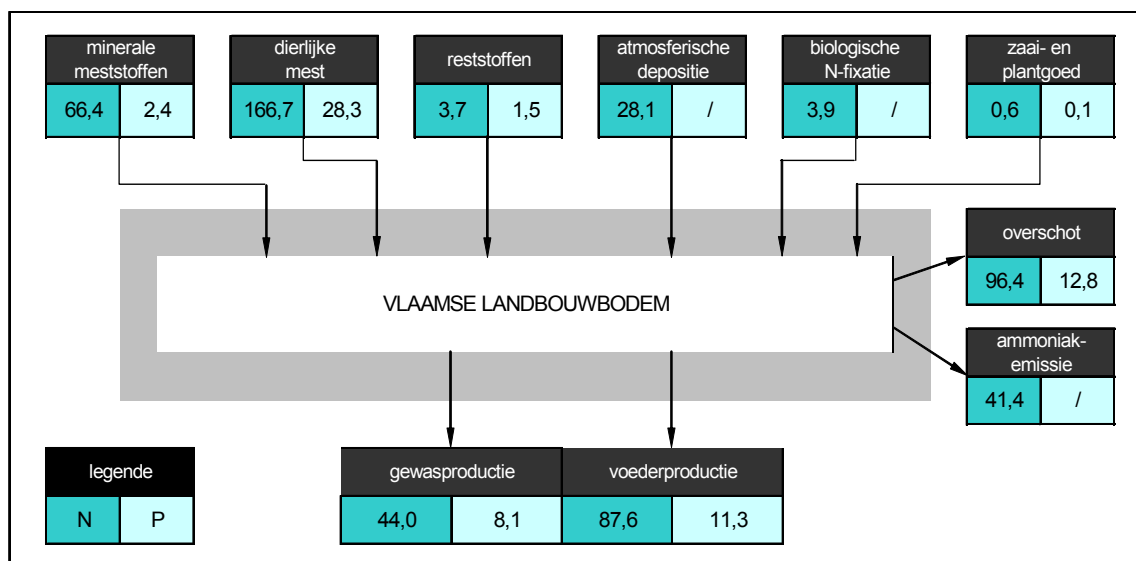 minerale
meststoffen
66,4 2,4
dierlijke
mest
166,7 28,3
reststoffen
3,7 1,5
atmosferische
depositie
28,1 /
biologische
N-fixatie
3,9 /
zaai- en
plantgoed
0,6 0,1
VLAAMSE LANDBOUWBODEM
overschot
96,4 12,8
ammoniak-
emissie
41,4 /
legende
N P
gewasproductie
44,0 8,1
voederproductie
87,6 11,3